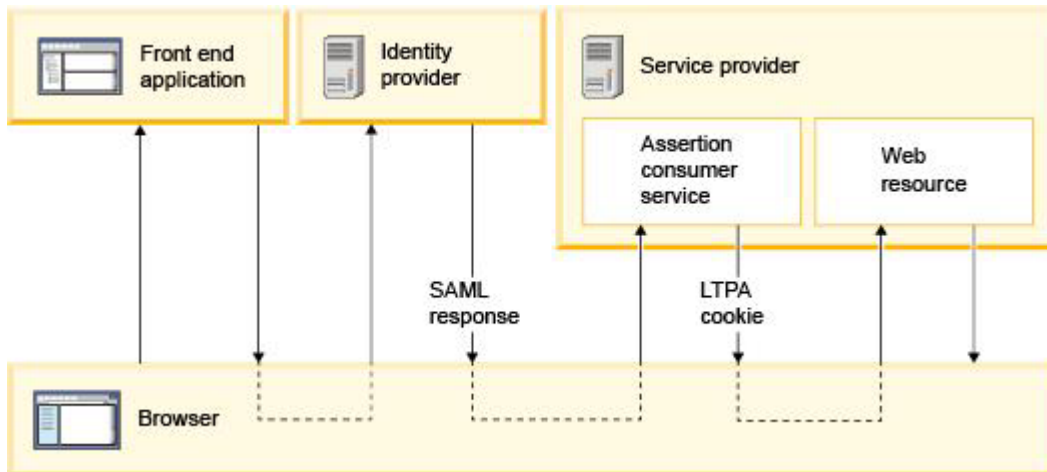 Front end
application
Identity
provider
Service provider
Assertion
consumer
service
Web
resource
SAML
response
LTPA
cookie
Browser